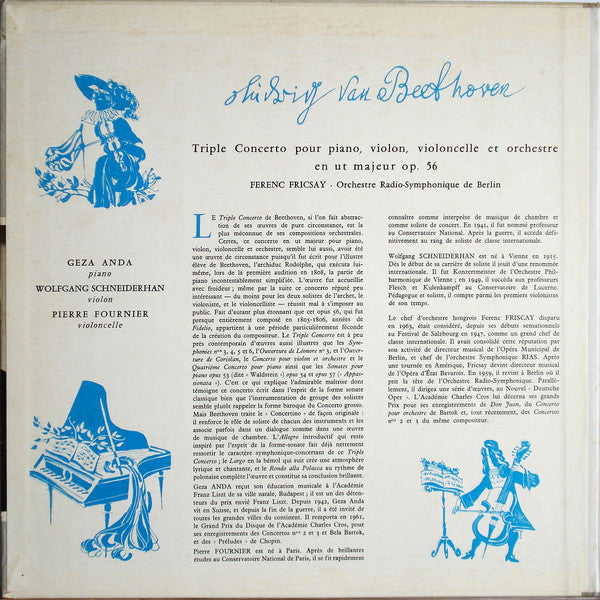 Ludwig Van Beethoven
Triple Concerto pour piano, violon, violoncelle et orchestre
en ut majeur op. 56
FERENC FRICSAY · Orchestre Radio-Symphonique de Berlin
GEZA ANDA
piano
WOLFGANG SCHNEIDERHAN
violon
PIERRE FOURNIER
violoncelle
LE Triple Concerto de Beethoven, si l'on fait abstrac-
tion de ses œuvres de pure circonstance, est la
plus méconnue de ses compositions orchestrales.
Certes, ce concerto en ut majeur pour piano,
violon, violoncelle et orchestre, semble lui aussi, avoir été
une œuvre de circonstance puisqu'il fut écrit pour l'illustre
élève de Beethoven, l'archiduc Rodolphe, qui exécuta lui-
même, lors de la première audition en 1808, la partie de
piano incontestablement simplifiée. L'œuvre fut accueillie
avec froideur ; même par la suite ce concerto réputé peu
intéressant — du moins pour les deux solistes de l'archet, le
violoniste, et le violoncelliste — réussit mal à s'imposer au
public. Fait d'autant plus étonnant que cet opus 56, qui fut
presque entièrement composé en 1805-1806, années de
Fidelio, appartient à une période particulièrement féconde
de la création du compositeur. Le Triple Concerto est à peu
près contemporain d'œuvres aussi illustres que les Sym-
phonies nos 3, 4, 5 et 6, l'Ouverture de Léonore n° 3, et l'Ouver-
ture de Coriolan, le Concerto pour violon et orchestre et le
Quatrième Concerto pour piano ainsi que les Sonates pour
piano opus 53 (dite « Waldstein ») opus 54 et opus 57 (« Appas-
sionata »). C'est ce qui explique l'admirable maîtrise dont
témoigne ce concerto écrit dans l'esprit de la forme sonate
classique bien que l'instrumentation de groupe des solistes
semble plutôt rappeler la forme baroque du Concerto grosso.
Mais Beethoven traite le « Concertino » de façon originale :
il renforce le rôle de soliste de chacun des instruments et les
associe parfois dans un dialogue comme dans une œuvre
de musique de chambre. L'Allegro introductif qui reste
inspiré par l'esprit de la forme-sonate fait déjà nettement
ressortir le caractère symphonique-concertant de ce Triple
Concerto ; le Largo en la bémol qui suit crée une atmosphère
lyrique et chantante, et le Rondo alla Polacca au rythme de
polonaise complète l'œuvre et constitue sa conclusion brillante.
Geza ANDA reçut son éducation musicale à l'Académie
Franz Liszt de sa ville natale, Budapest ; il est un des déten-
teurs du prix envié Franz Liszt. Depuis 1942, Geza Anda
vit en Suisse, et depuis la fin de la guerre, il a été invité de
toutes les grandes villes du continent. Il remporta en 1961,
le Grand Prix du Disque de l'Académie Charles Cros, pour
ses enregistrements des Concertos nos 2 et 3 et Bela Bartok, et
des « Préludes » de Chopin.
Pierre FOURNIER est né à Paris. Après de brillantes
études au Conservatoire National de Paris, il se fit rapidement
connaître comme interprète de musique de chambre et
comme soliste de concert. En 1941, il fut nommé professeur
au Conservatoire National. Après la guerre, il accéda défini-
tivement au rang de soliste de classe internationale.
Wolfgang SCHNEIDERHAN est né à Vienne en 1915.
Dès le début de sa carrière de soliste il jouit d'une renommée
internationale. Il fut Konzertmeister de l'Orchestre Phil-
harmonique de Vienne ; en 1949, il succéda aux professeurs
Flesch et Kulenkampff au Conservatoire de Lucerne.
Pédagogue et soliste, il compte parmi les premiers violonistes
de son temps.
Le chef d'orchestre hongrois Ferenc FRISCAY disparu
en 1963, était considéré, depuis ses débuts sensationnels
au Festival de Salzbourg en 1947, comme un grand chef de
classe internationale. Il avait consolidé cette réputation par
son activité de directeur musical de l'Opéra Municipal de
Berlin, et de chef de l'orchestre Symphonique RIAS. Après
une tournée en Amérique, Fricsay devint directeur musical
de l'Opéra d'État Bavarois. En 1959, il revint à Berlin où il
prit la tête de l'Orchestre Radio-Symphonique. Parallèle-
ment, il dirigea une série d'œuvres, au Nouvel « Deutsche
Oper ». L'Académie Charles Cros lui décerna ses grands
Prix pour ses enregistrements de Don Juan, du Concerto
pour orchestre de Bartok et, tout récemment, des Concertos
nos 2 et 3 du même compositeur.